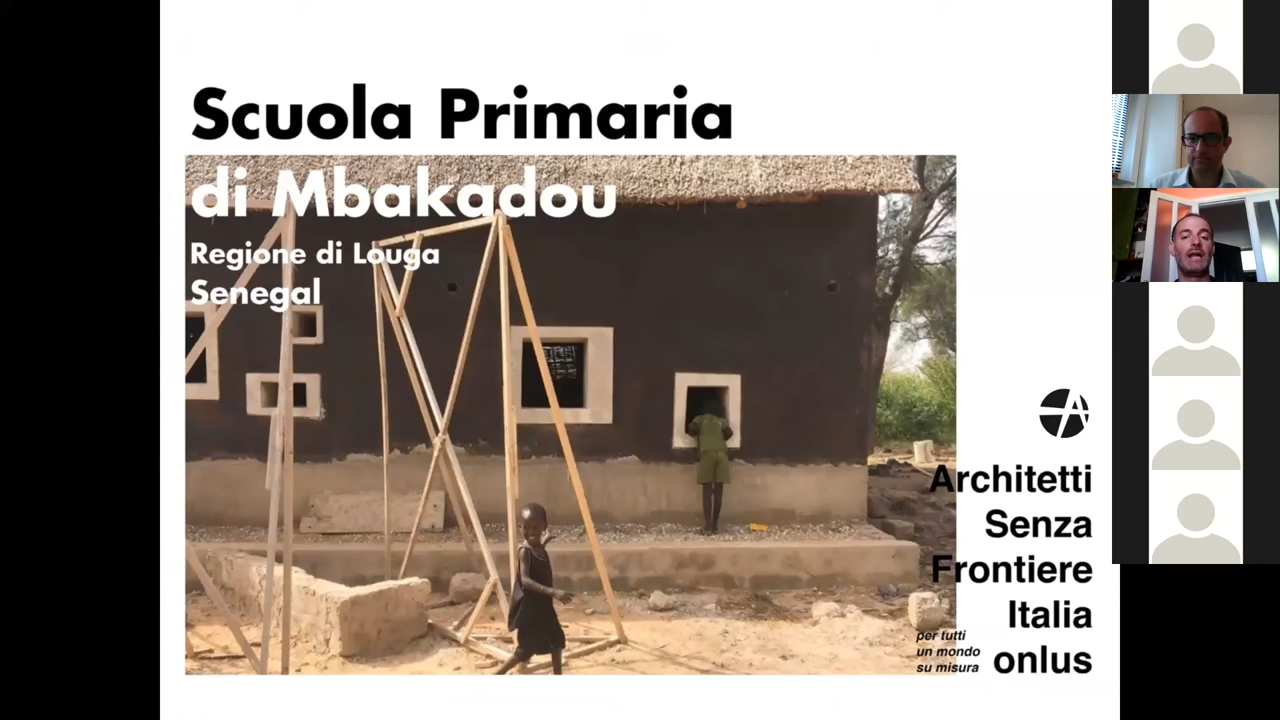 Scuola Primaria
di Mbakadou
Regione di Louga
Senegal
Architetti
Senza
Frontiere
Italia
onlus
per tutti
un mondo
su misura